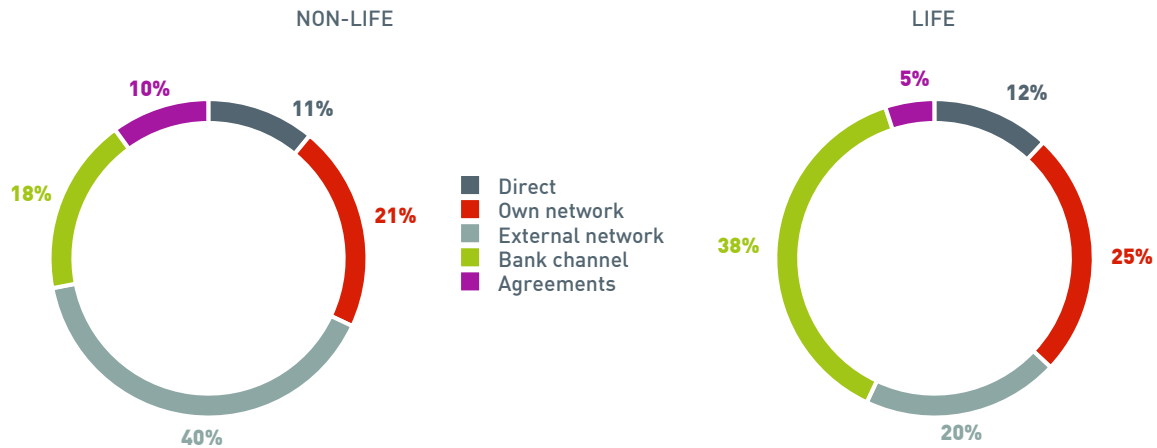 NON-LIFE
10%
11%
18%
21%
40%
Direct
Own network
External network
Bank channel
Agreements
LIFE
5%
12%
38%
25%
20%